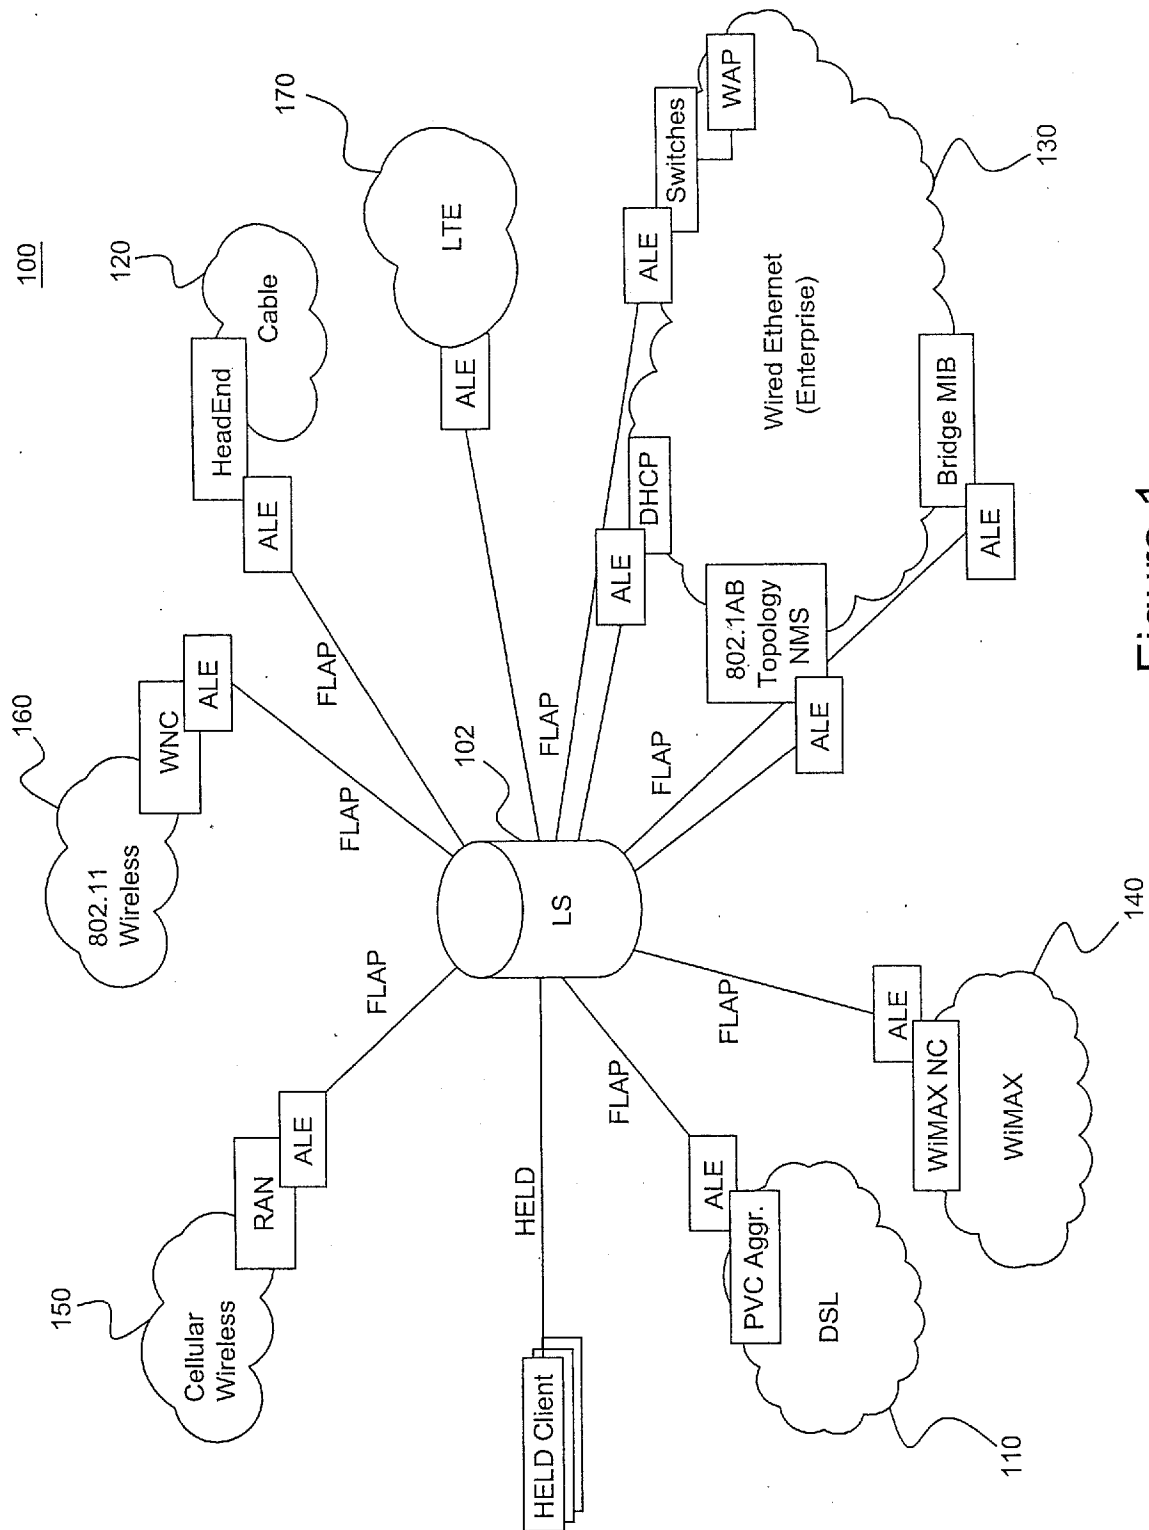 100
160
150
120
802.11
Wireless
WNC
ALE
Cellular
Wireless
RAN
ALE
HeadEnd
Cable
ALE
170
FLAP
FLAP
FLAP
LTE
ALE
102
HELD Client
HELD
LS
FLAP
ALE
DHCP
ALE
Switches
WAP
FLAP
FLAP
ALE
PVC Aggr.
DSL
FLAP
802.1AB
Topology
NMS
ALE
Wired Ethernet
(Enterprise)
ALE
WiMAX NC
WiMAX
Bridge MIB
ALE
110
140
130
Figure 1